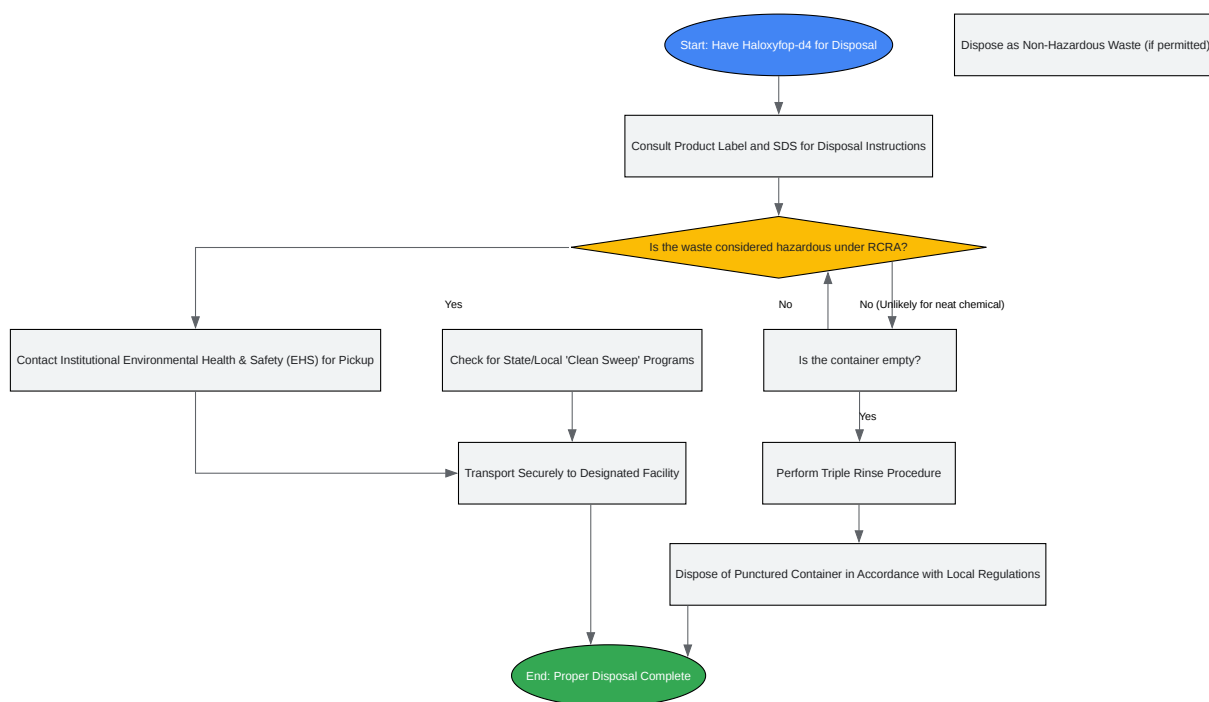 Start: Have Haloxyfop-d4 for Disposal
Dispose as Non-Hazardous Waste (if permitted)
Consult Product Label and SDS for Disposal Instructions
Is the waste considered hazardous under RCRA?
Yes
No
No (Unlikely for neat chemical)
Contact Institutional Environmental Health & Safety (EHS) for Pickup
Check for State/Local 'Clean Sweep' Programs
Is the container empty?
Yes
Transport Securely to Designated Facility
Perform Triple Rinse Procedure
Dispose of Punctured Container in Accordance with Local Regulations
End: Proper Disposal Complete